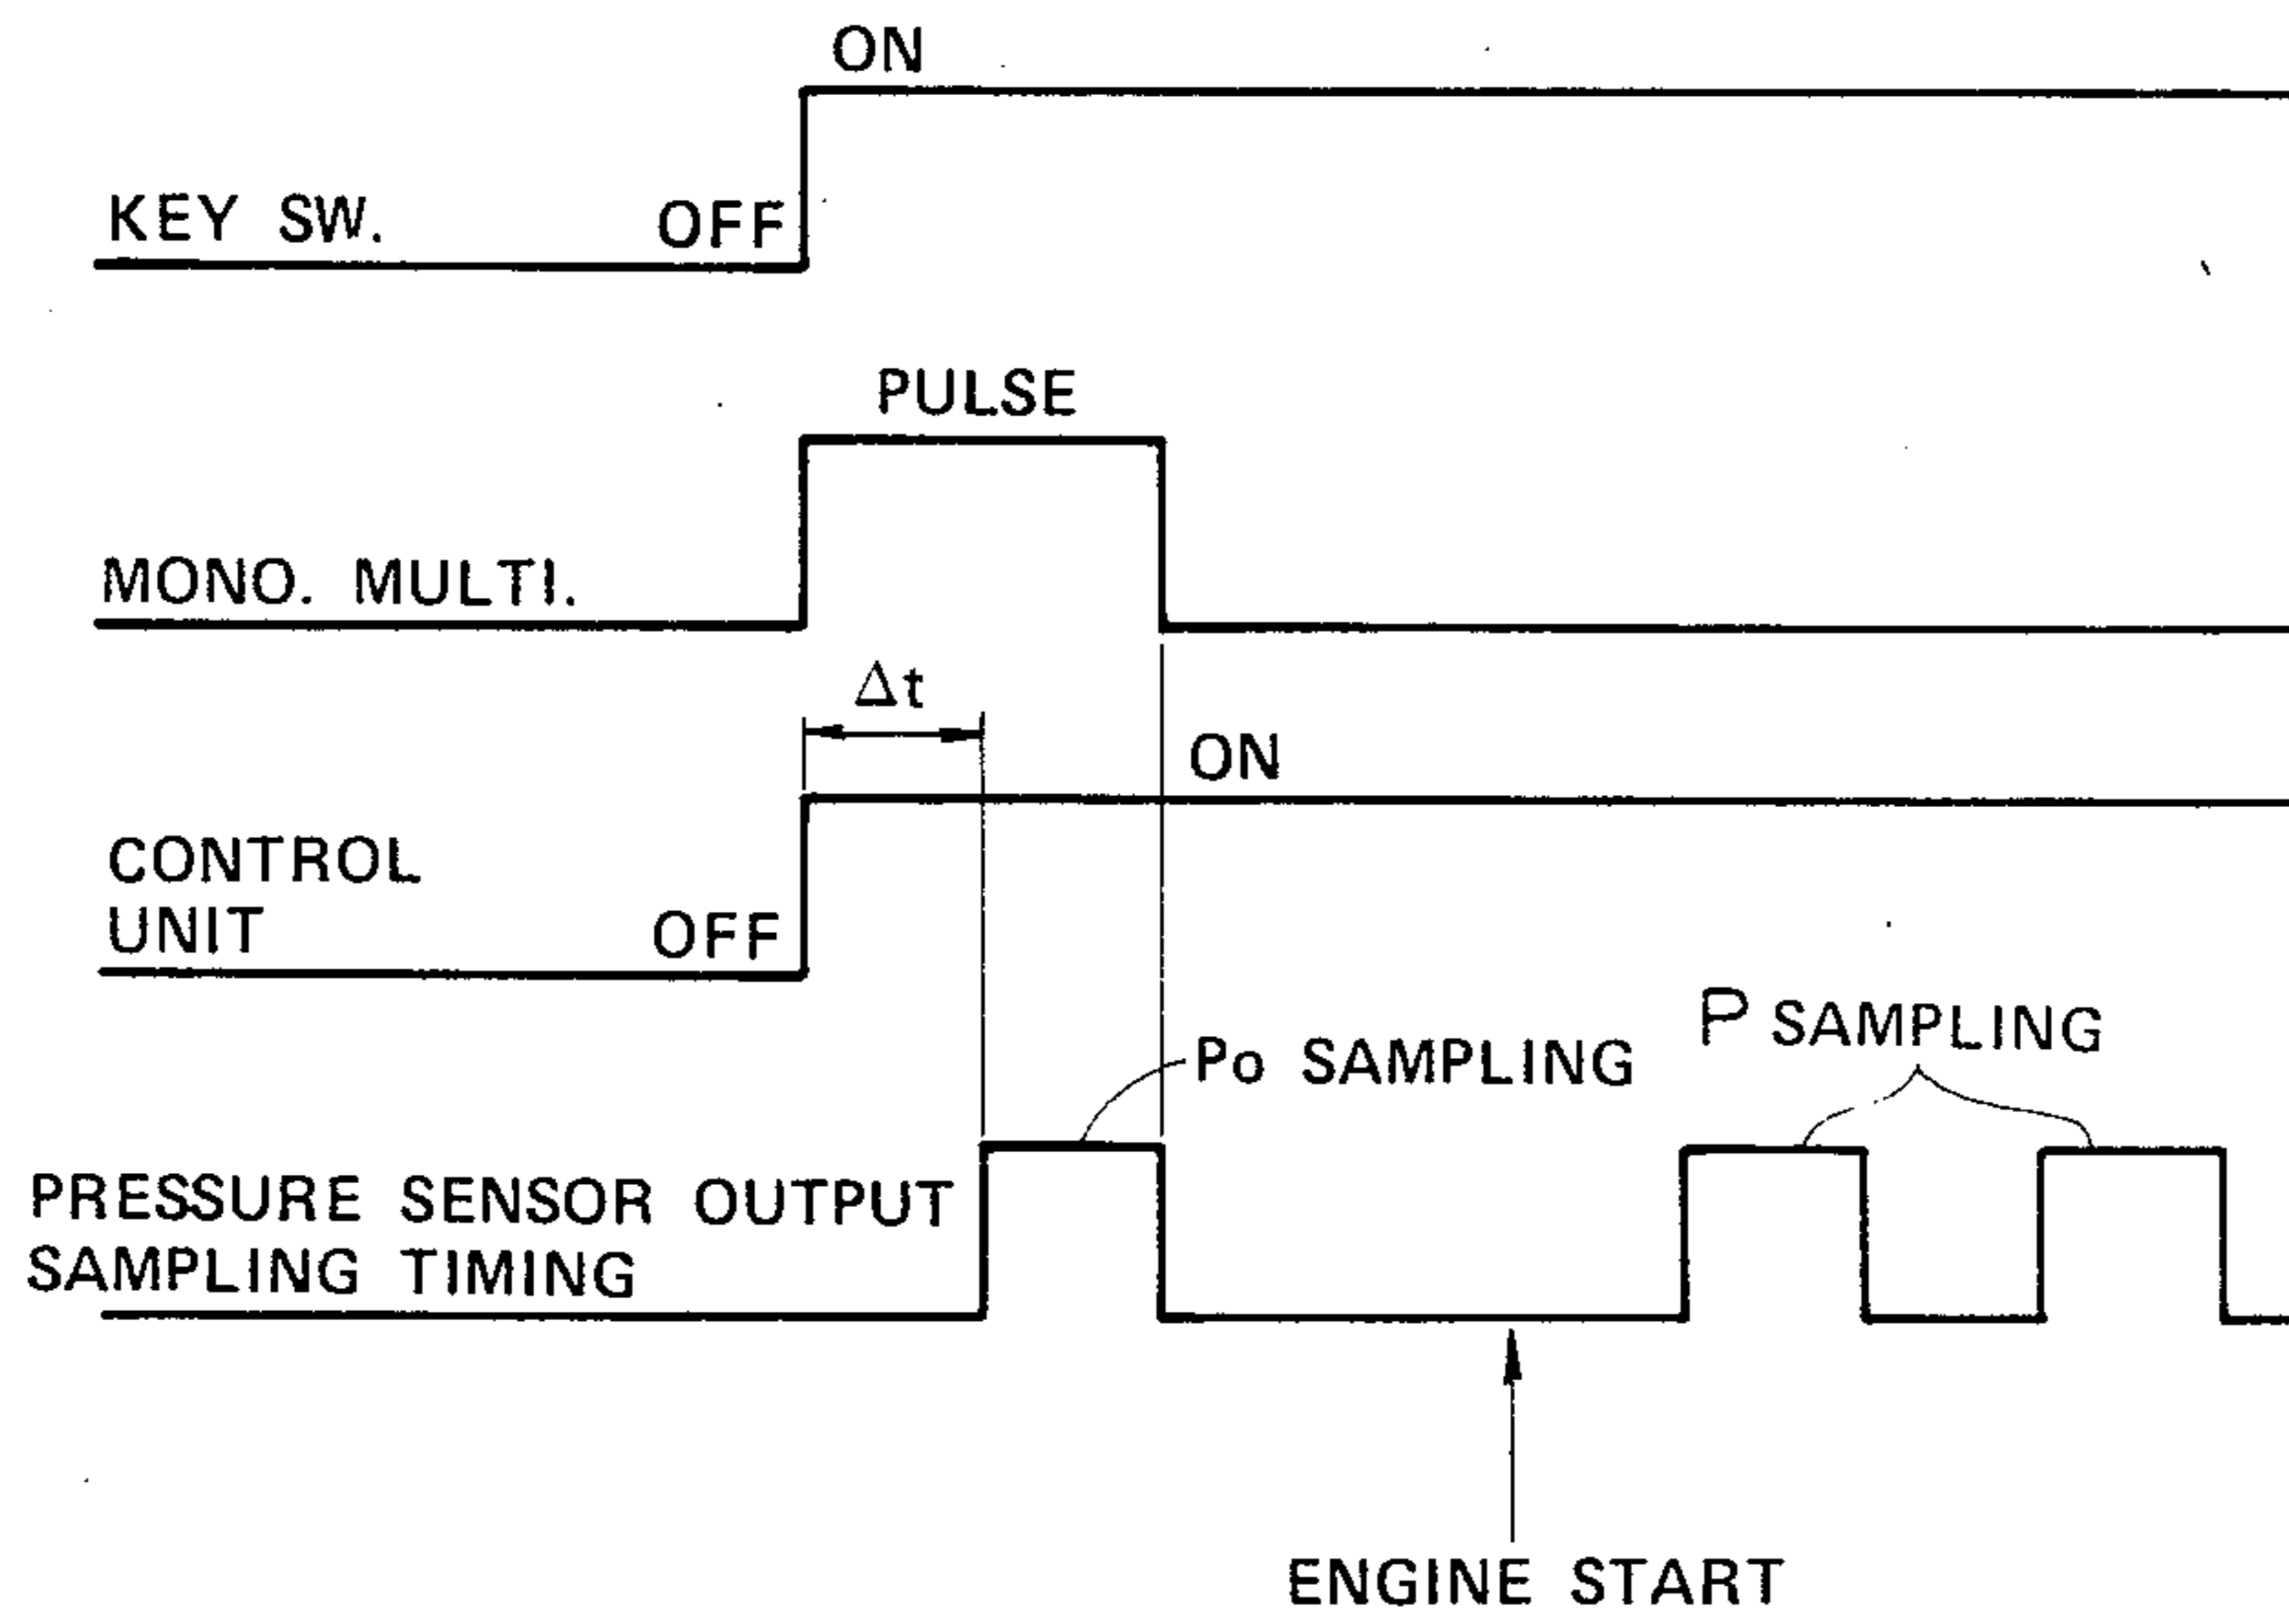 ON
KEY SW. OFF
PULSE
MONO. MULTI.
Δt
ON
CONTROL
UNIT OFF
Po SAMPLING
P SAMPLING
PRESSURE SENSOR OUTPUT
SAMPLING TIMING
ENGINE START